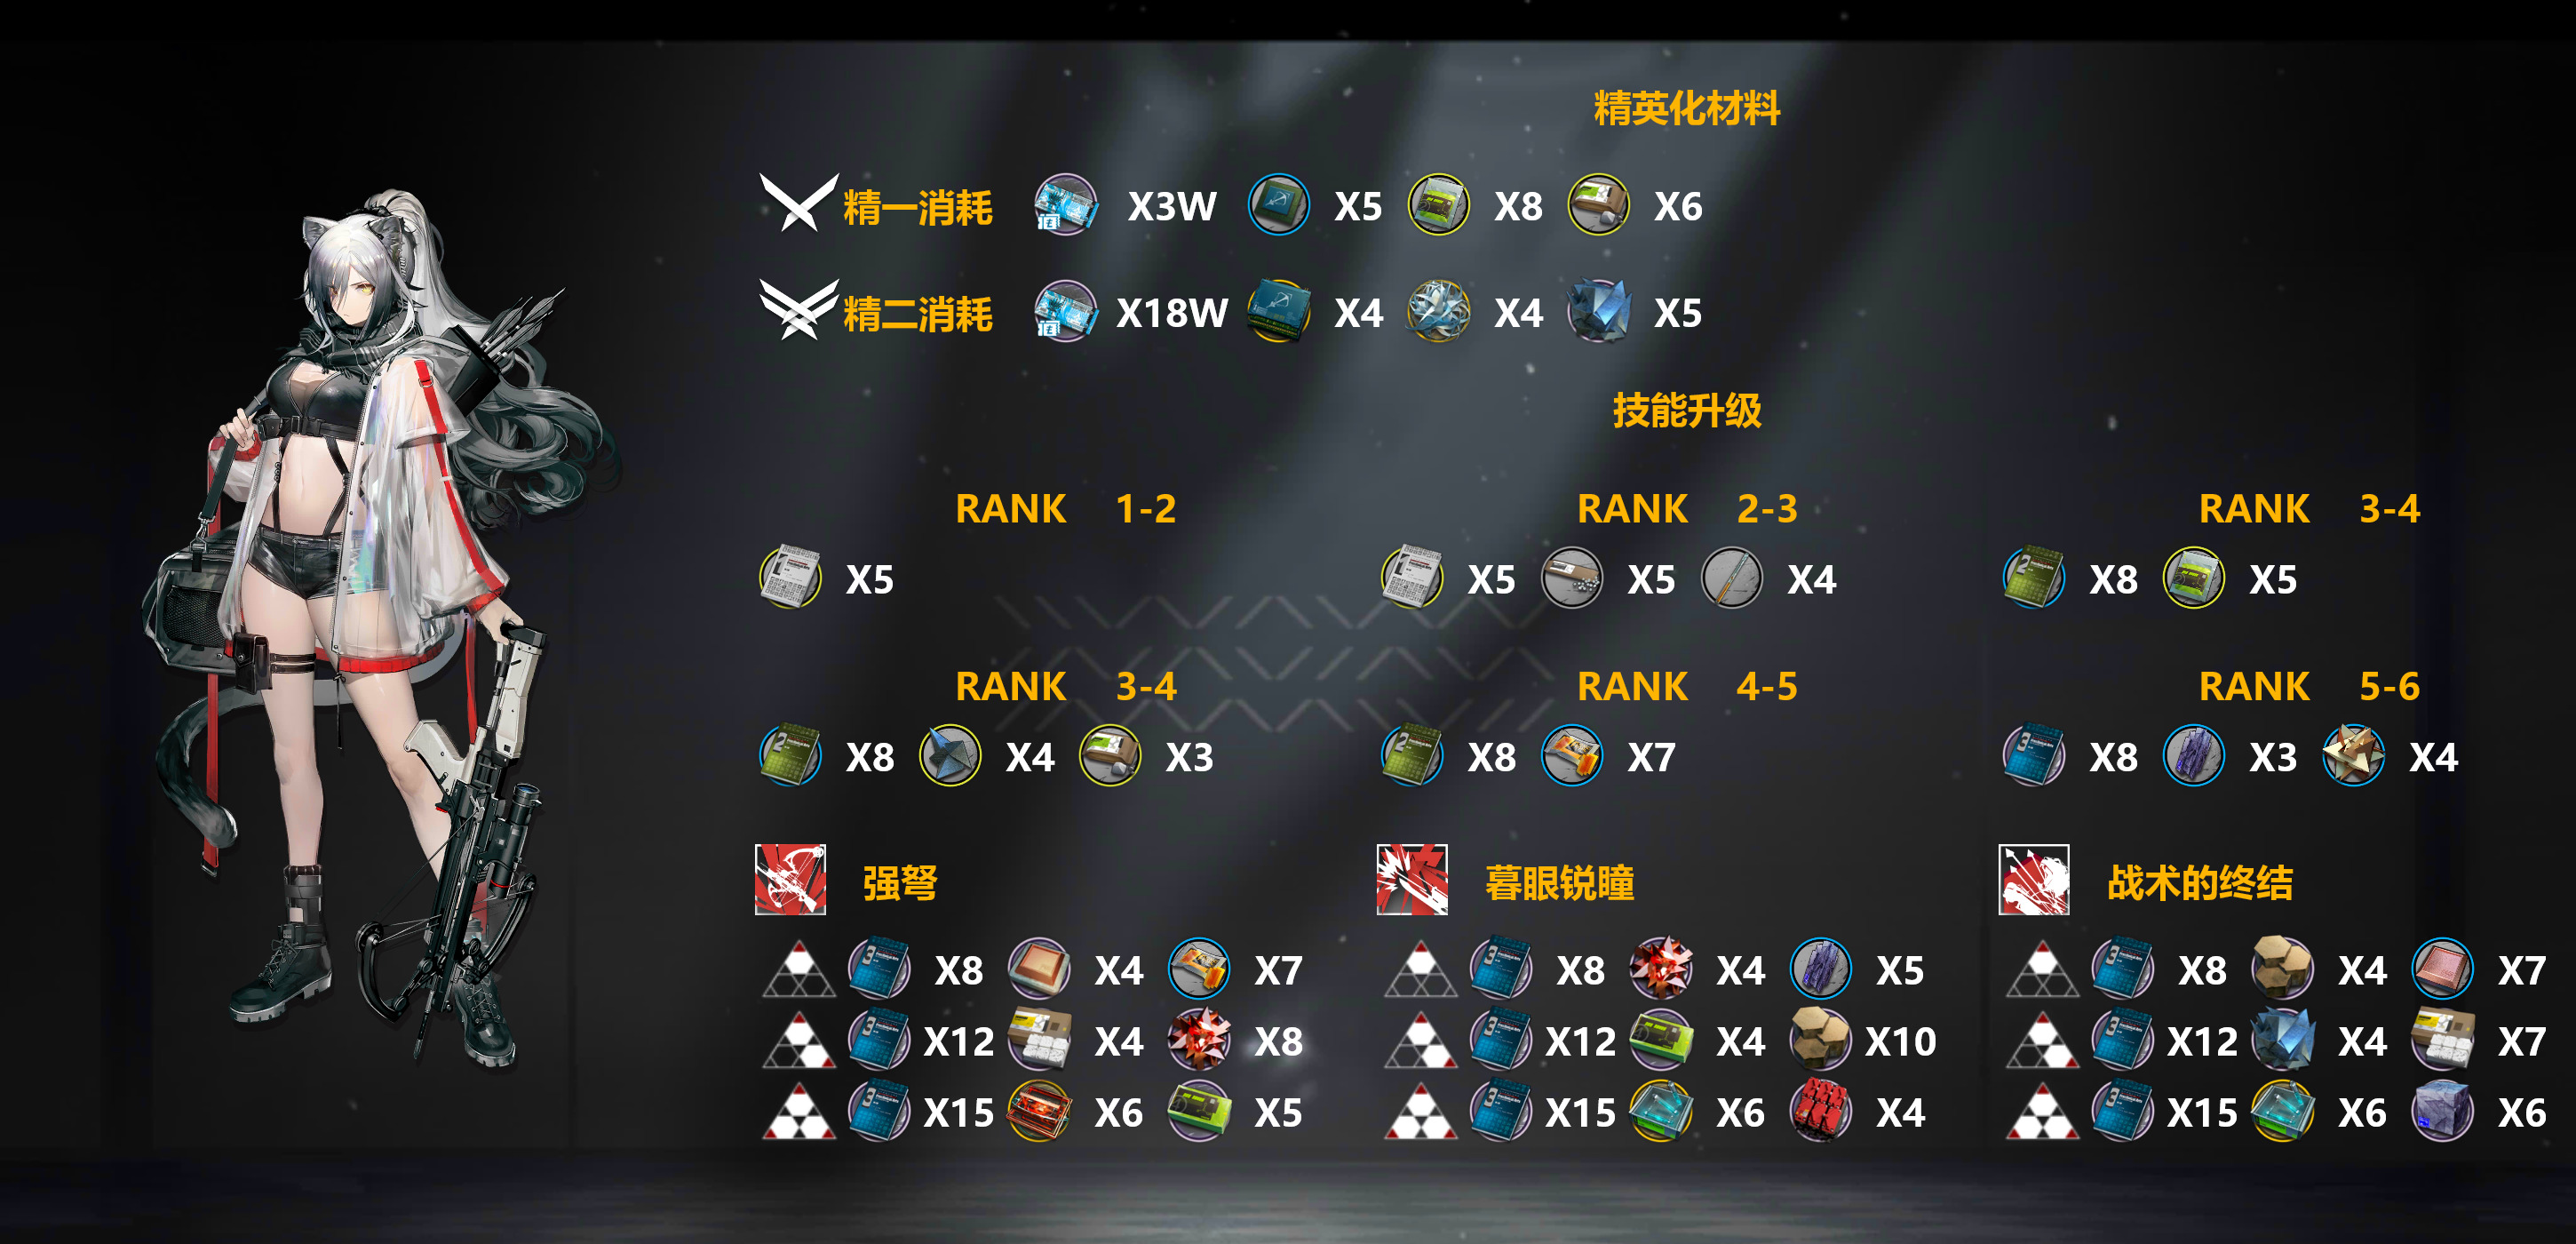 精英化材料
精一消耗 X3W X5 X8 X6
精二消耗 X18W X4 X4 X5
技能升级
RANK 1-2 RANK 2-3 RANK 3-4
X5 X5 X5 X4 X8 X5
RANK 3-4 RANK 4-5 RANK 5-6
X8 X4 X3 X8 X7 X8 X3 X4
强弩 暮眼锐瞳 战术的终结
X8 X4 X7 X8 X4 X5 X8 X4 X7
X12 X4 X8 X12 X4 X10 X12 X4 X7
X15 X6 X5 X15 X6 X4 X15 X6 X6